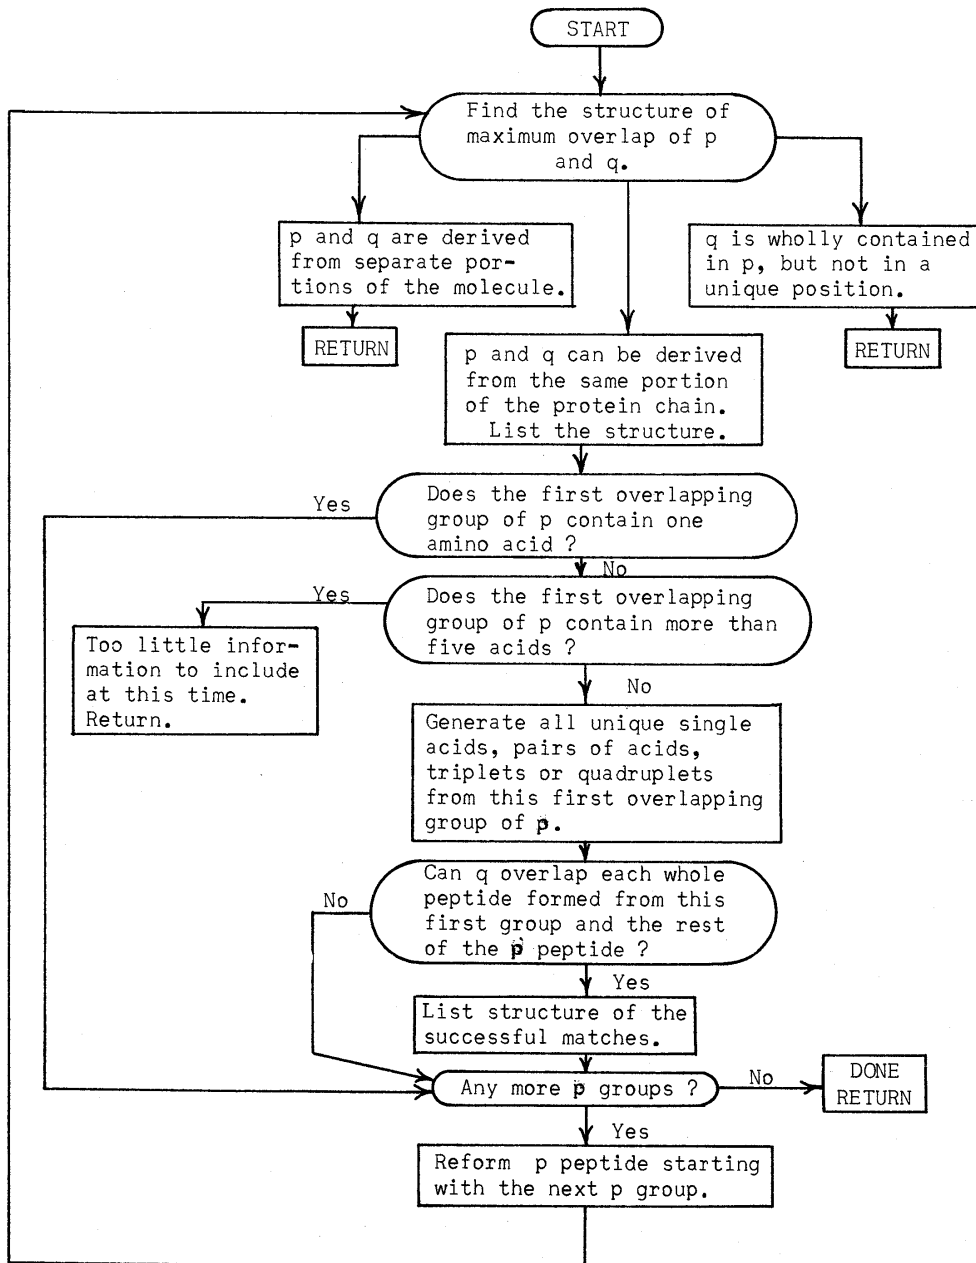 START
Find the structure of
maximum overlap of p
and q.
p and q are derived
from separate por-
tions of the molecule.
RETURN
q is wholly contained
in p, but not in a
unique position.
RETURN
p and q can be derived
from the same portion
of the protein chain.
List the structure.
Yes
Does the first overlapping
group of p contain one
amino acid ?
No
Yes
Does the first overlapping
group of p contain more than
five acids ?
Too little infor-
mation to include
at this time.
Return.
No
Generate all unique single
acids, pairs of acids,
triplets or quadruplets
from this first overlapping
group of p.
No
Can q overlap each whole
peptide formed from this
first group and the rest
of the p peptide ?
Yes
List structure of the
successful matches.
Any more p groups ?
No
DONE
RETURN
Yes
Reform p peptide starting
with the next p group.